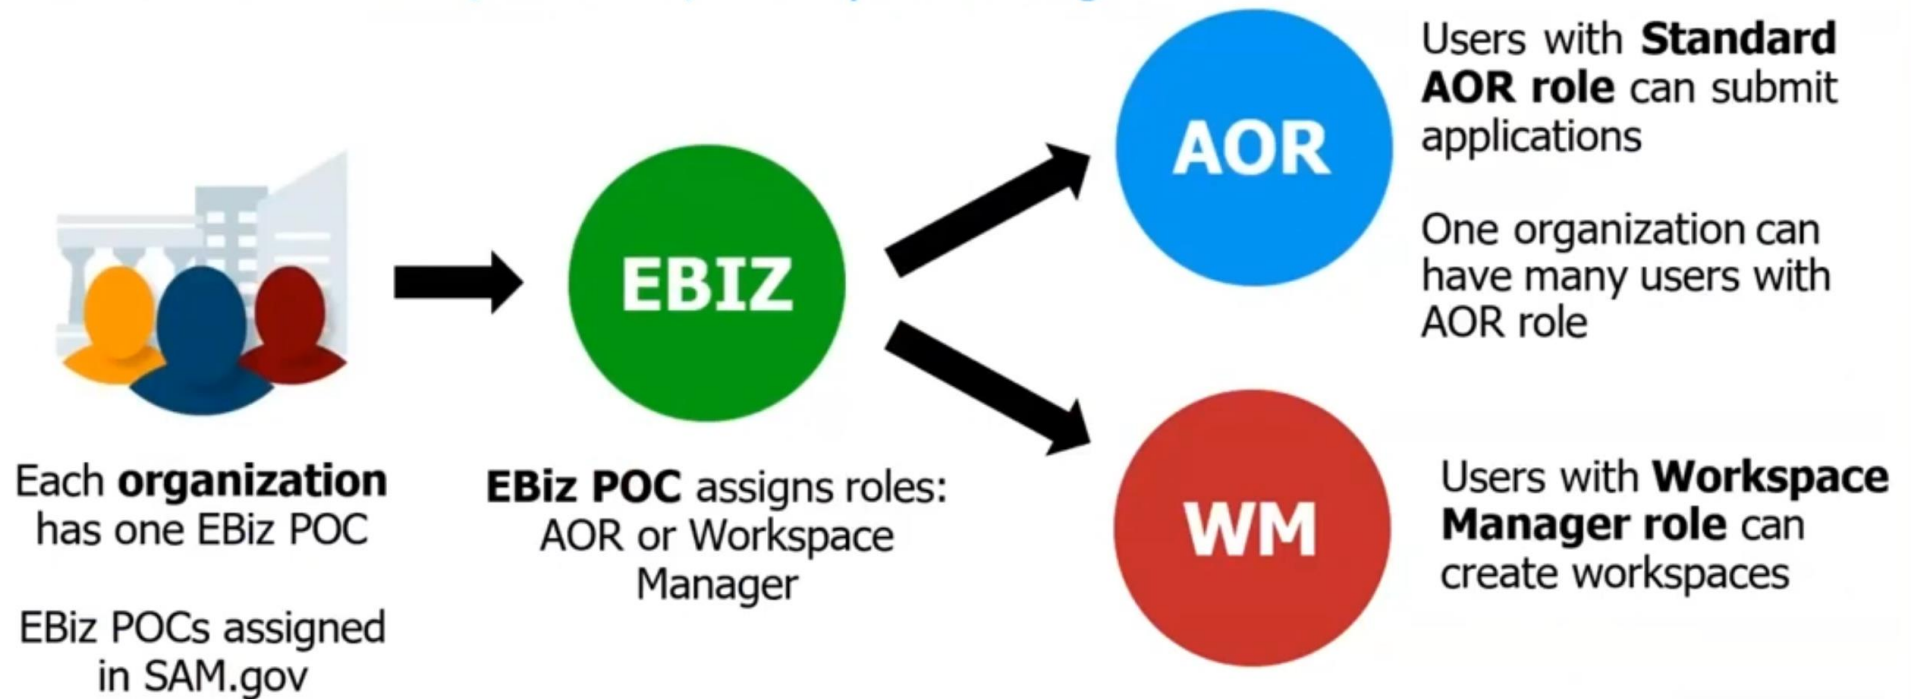 Each organization
has one EBiz POC
EBiz POCs assigned
in SAM.gov
EBIZ
EBiz POC assigns roles:
AOR or Workspace
Manager
AOR
Users with Standard
AOR role can submit
applications
One organization can
have many users with
AOR role
WM
Users with Workspace
Manager role can
create workspaces